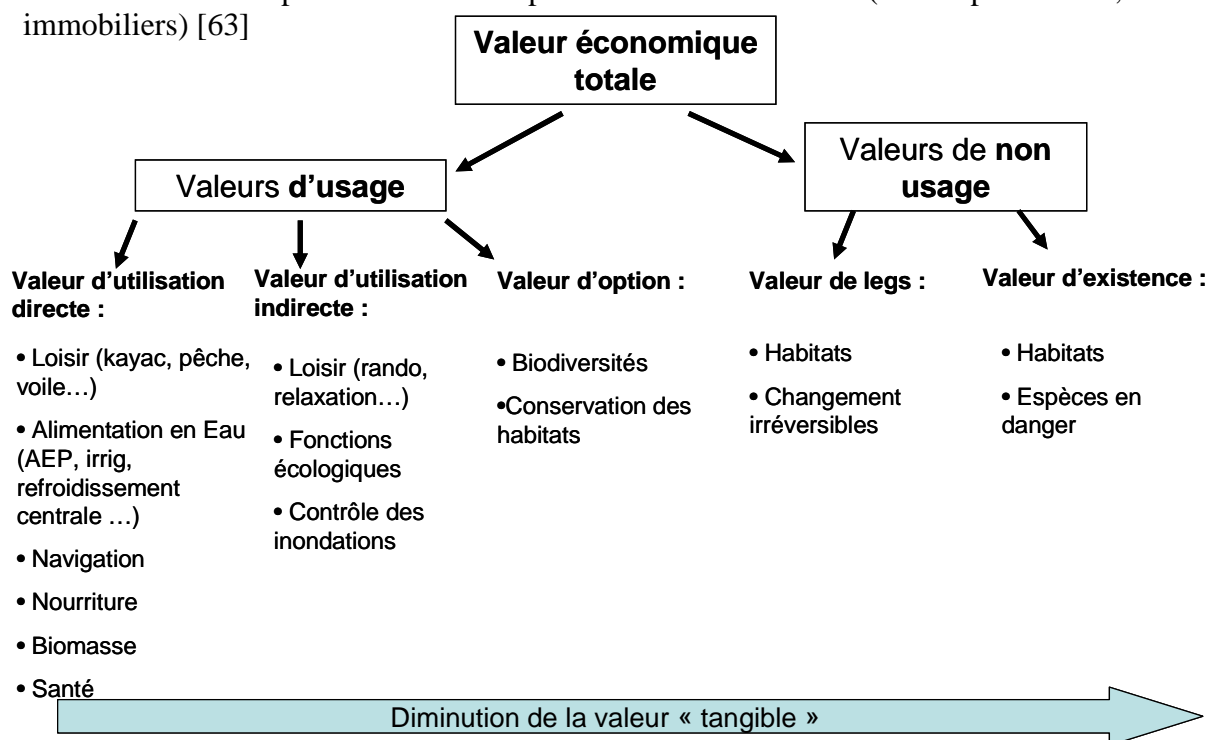 immobiliers) [63]
Valeur économique
totale
Valeurs d'usage
Valeurs de non
usage
Valeur d'utilisation
directe :
• Loisir (kayac, pêche,
voile…)
• Alimentation en Eau
(AEP, irrig,
refroidissement
centrale …)
• Navigation
• Nourriture
• Biomasse
• Santé
Valeur d'utilisation
indirecte :
• Loisir (rando,
relaxation…)
• Fonctions
écologiques
• Contrôle des
inondations
Valeur d'option :
• Biodiversités
•Conservation des
habitats
Valeur de legs :
• Habitats
• Changement
irréversibles
Valeur d'existence :
• Habitats
• Espèces en
danger
Diminution de la valeur « tangible »